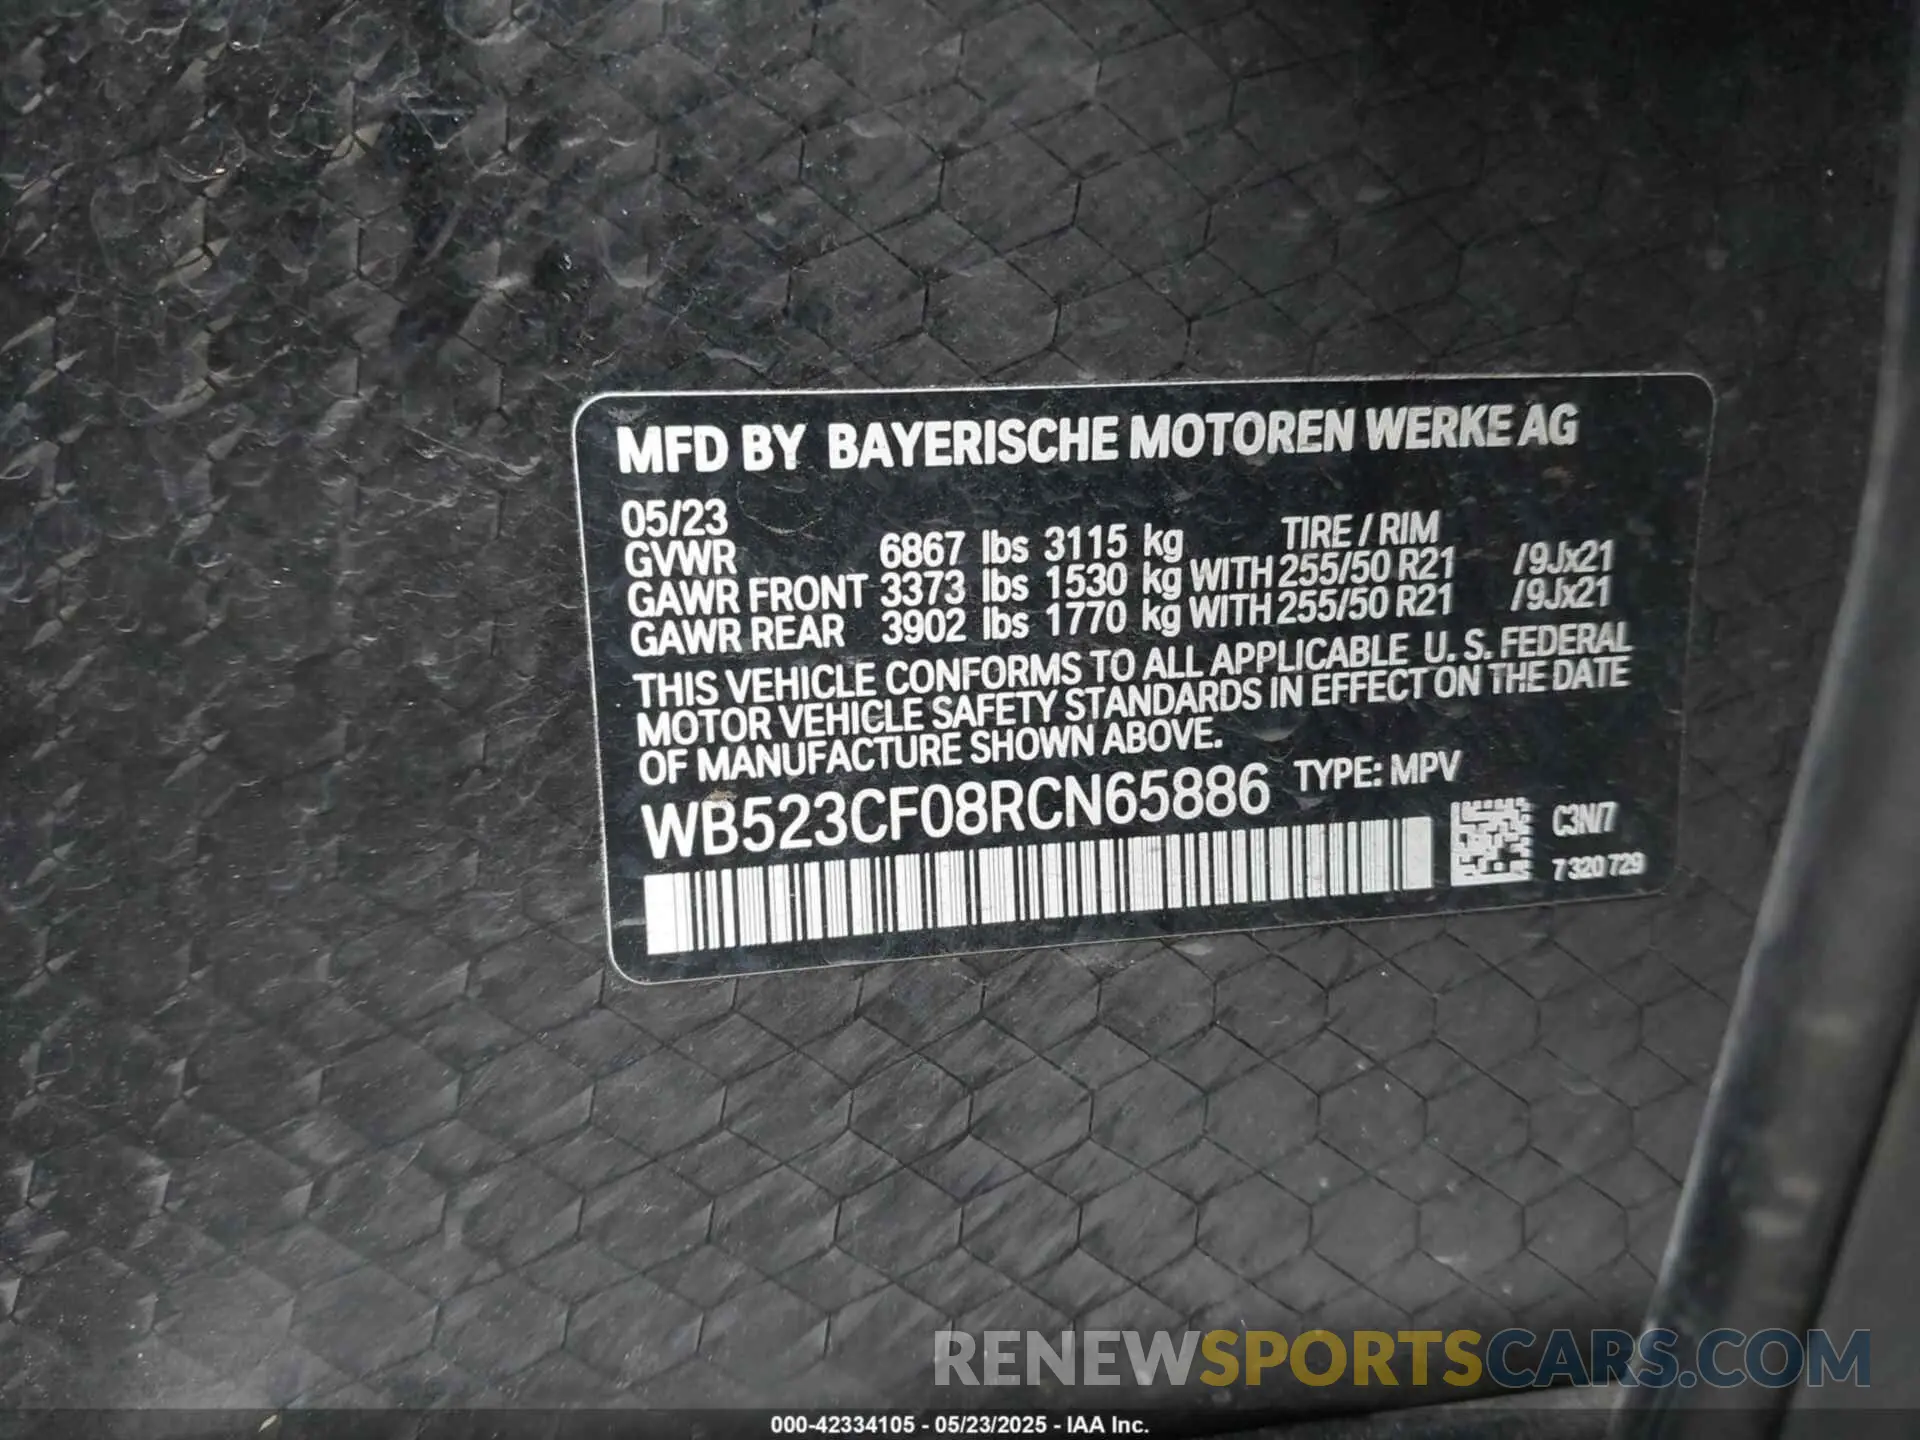 MFD BY BAYERISCHE MOTOREN WERKE AG
05/23 TIRE / RIM
GVWR 6867 lbs 3115 kg
GAWR FRONT 3373 lbs 1530 kg WITH 255/50 R21 /9Jx21
GAWR REAR 3902 lbs 1770 kg WITH 255/50 R21 /9Jx21
THIS VEHICLE CONFORMS TO ALL APPLICABLE U. S. FEDERAL
MOTOR VEHICLE SAFETY STANDARDS IN EFFECT ON THE DATE
OF MANUFACTURE SHOWN ABOVE.
WB523CF08RCN65886 TYPE: MPV
C3N/7
7 320 729
RENEWSPORTSCARS.COM
000-42334105 - 05/23/2025 - IAA Inc.